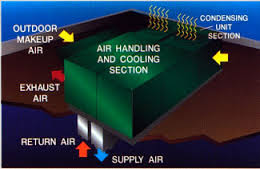 OUTDOOR
MAKEUP
AIR
CONDENSING
UNIT
SECTION
AIR HANDLING
AND COOLING
SECTION
EXHAUST
AIR
RETURN AIR
SUPPLY AIR